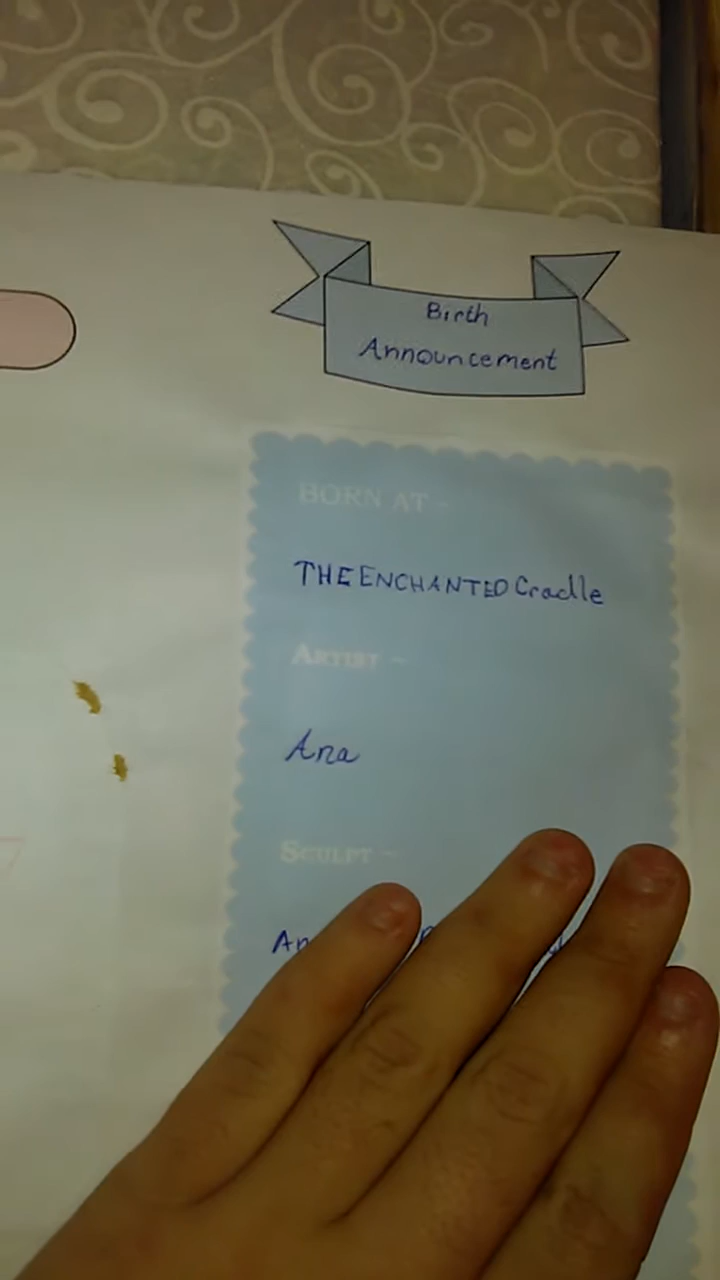 Birth
Announcement
BORN AT -
THE ENCHANTED Cradle
ARTIST -
Ana
SCULPT -